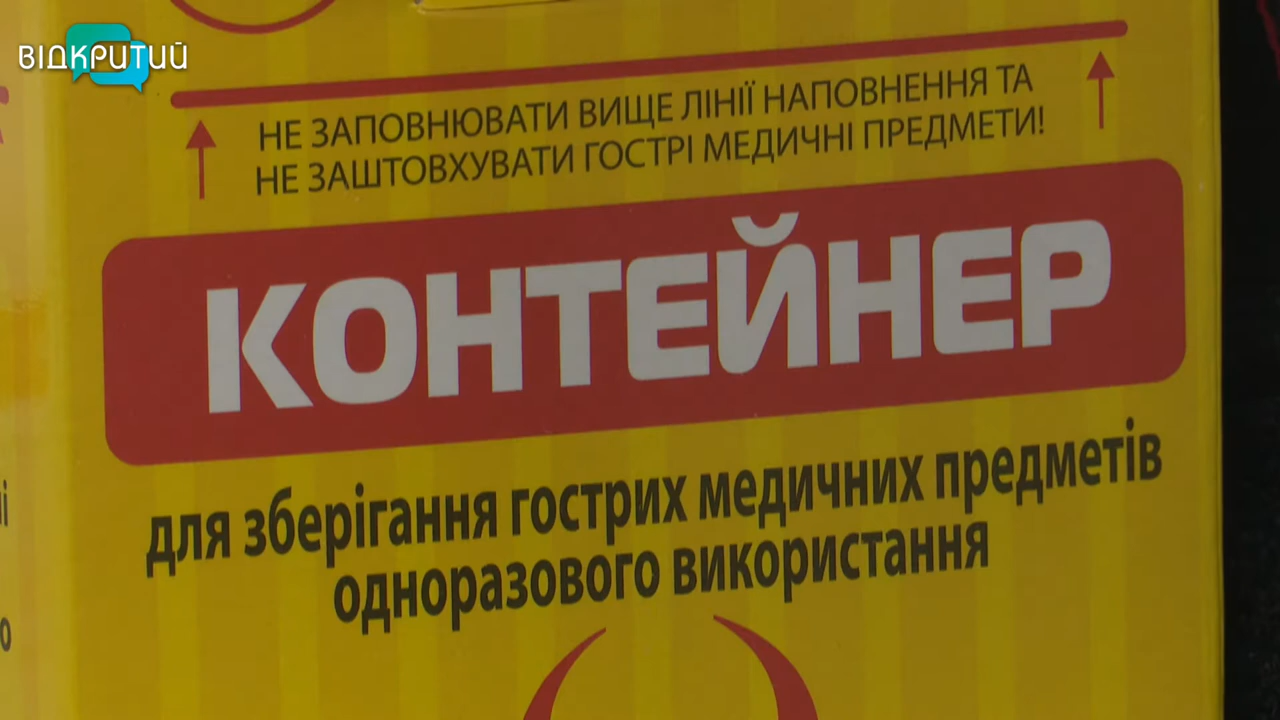 ВІДКРИТИЙ
НЕ ЗАПОВНЮВАТИ ВИЩЕ ЛІНІЇ НАПОВНЕННЯ ТА
НЕ ЗАШТОВХУВАТИ ГОСТРІ МЕДИЧНІ ПРЕДМЕТИ!
КОНТЕЙНЕР
для зберігання гострих медичних предметів
одноразового використання